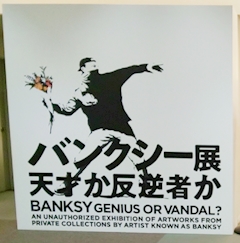 バンクシー展
天才か反逆者か
BANKSY GENIUS OR VANDAL?
AN UNAUTHORIZED EXHIBITION OF ARTWORKS FROM
PRIVATE COLLECTIONS BY ARTIST KNOWN AS BANKSY